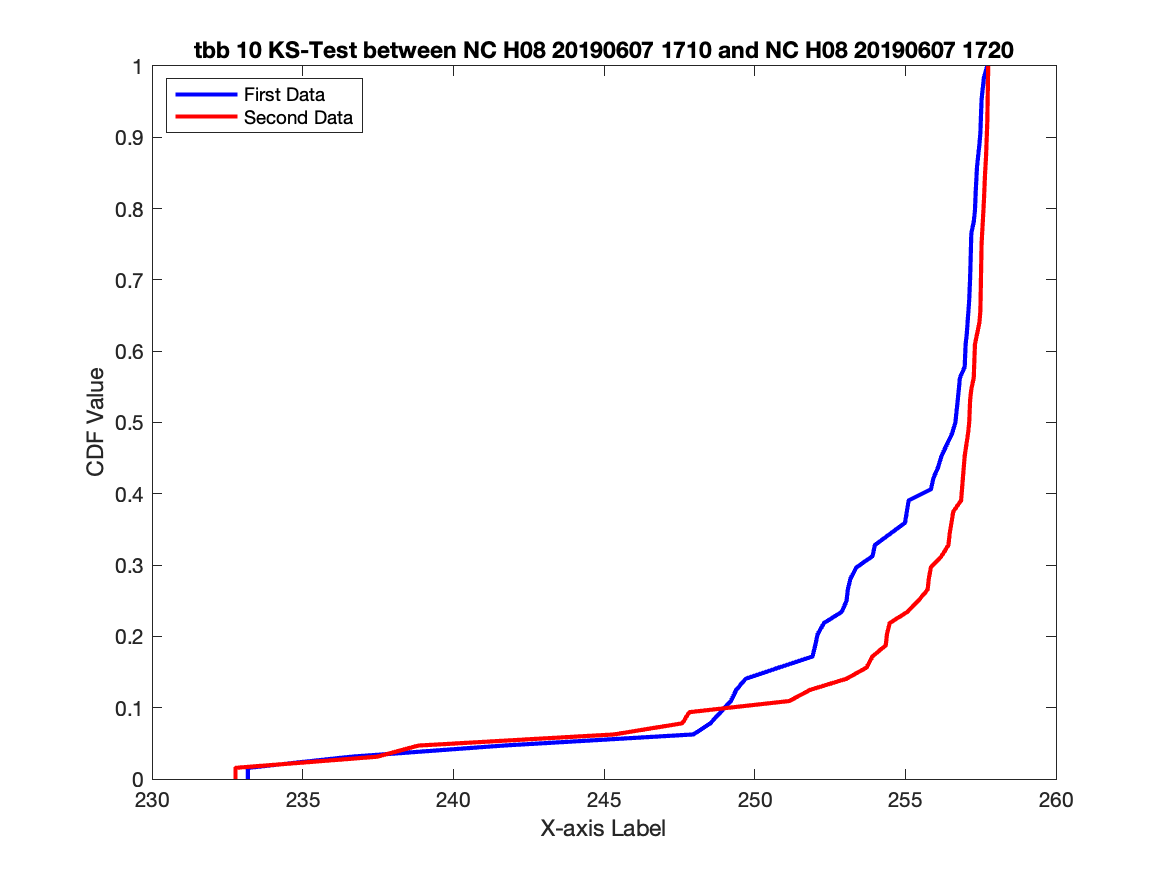 tbb 10 KS-Test between NC H08 20190607 1710 and NC H08 20190607 1720
First Data
Second Data
1
0.9
0.8
0.7
0.6
0.5
0.4
0.3
0.2
0.1
0
CDF Value
230 235 240 245 250 255 260
X-axis Label